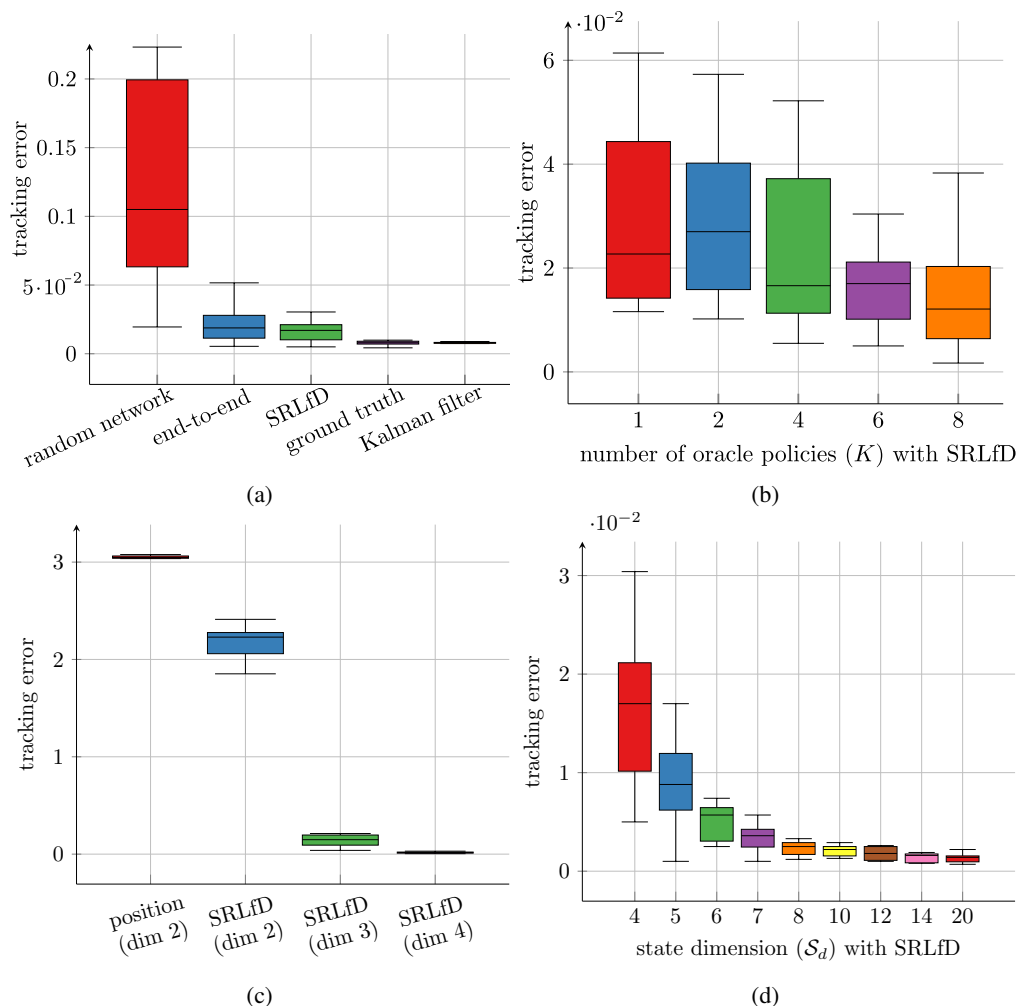 0.2
0.15
0.1
5·10⁻²
0
tracking error
random network
end-to-end
SRLfD
ground truth
Kalman filter
(a)
·10⁻²
6
4
2
0
tracking error
1 2 4 6 8
number of oracle policies (K) with SRLfD
(b)
3
2
1
0
tracking error
position
(dim 2)
SRLfD
(dim 2)
SRLfD
(dim 3)
SRLfD
(dim 4)
(c)
·10⁻²
3
2
1
0
tracking error
4 5 6 7 8 10 12 14 20
state dimension (𝒮_d) with SRLfD
(d)